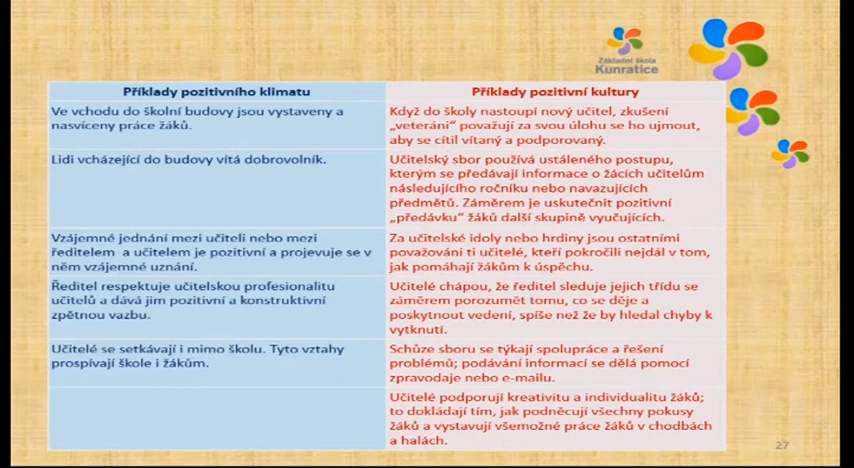 Základní škola
Kunratice
Příklady pozitivního klimatu
Příklady pozitivní kultury
Ve vchodu do školní budovy jsou vystaveny a
nasvíceny práce žáků.
Když do školy nastoupí nový učitel, zkušení
„veteráni“ považují za svou úlohu se ho ujmout,
aby se cítil vítaný a podporovaný.
Lidi vcházející do budovy vítá dobrovolník.
Učitelský sbor používá ustáleného postupu,
kterým se předávají informace o žácích učitelům
následujícího ročníku nebo navazujících
předmětů. Záměrem je uskutečnit pozitivní
„předávku“ žáků další skupině vyučujících.
Vzájemné jednání mezi učiteli nebo mezi
ředitelem a učitelem je pozitivní a projevuje se v
něm vzájemné uznání.
Za učitelské idoly nebo hrdiny jsou ostatními
považováni ti učitelé, kteří pokročili nejdál v tom,
jak pomáhají žákům k úspěchu.
Ředitel respektuje učitelskou profesionalitu
učitelů a dává jim pozitivní a konstruktivní
zpětnou vazbu.
Učitelé chápou, že ředitel sleduje jejich třídu se
záměrem porozumět tomu, co se děje a
poskytnout vedení, spíše než že by hledal chyby k
vytknutí.
Učitelé se setkávají i mimo školu. Tyto vztahy
prospívají škole i žákům.
Schůze sboru se týkají spolupráce a řešení
problémů; podávání informací se dělá pomocí
zpravodaje nebo e-mailu.
Učitelé podporují kreativitu a individualitu žáků;
to dokládají tím, jak podněcují všechny pokusy
žáků a vystavují všemožné práce žáků v chodbách
a halách.
27